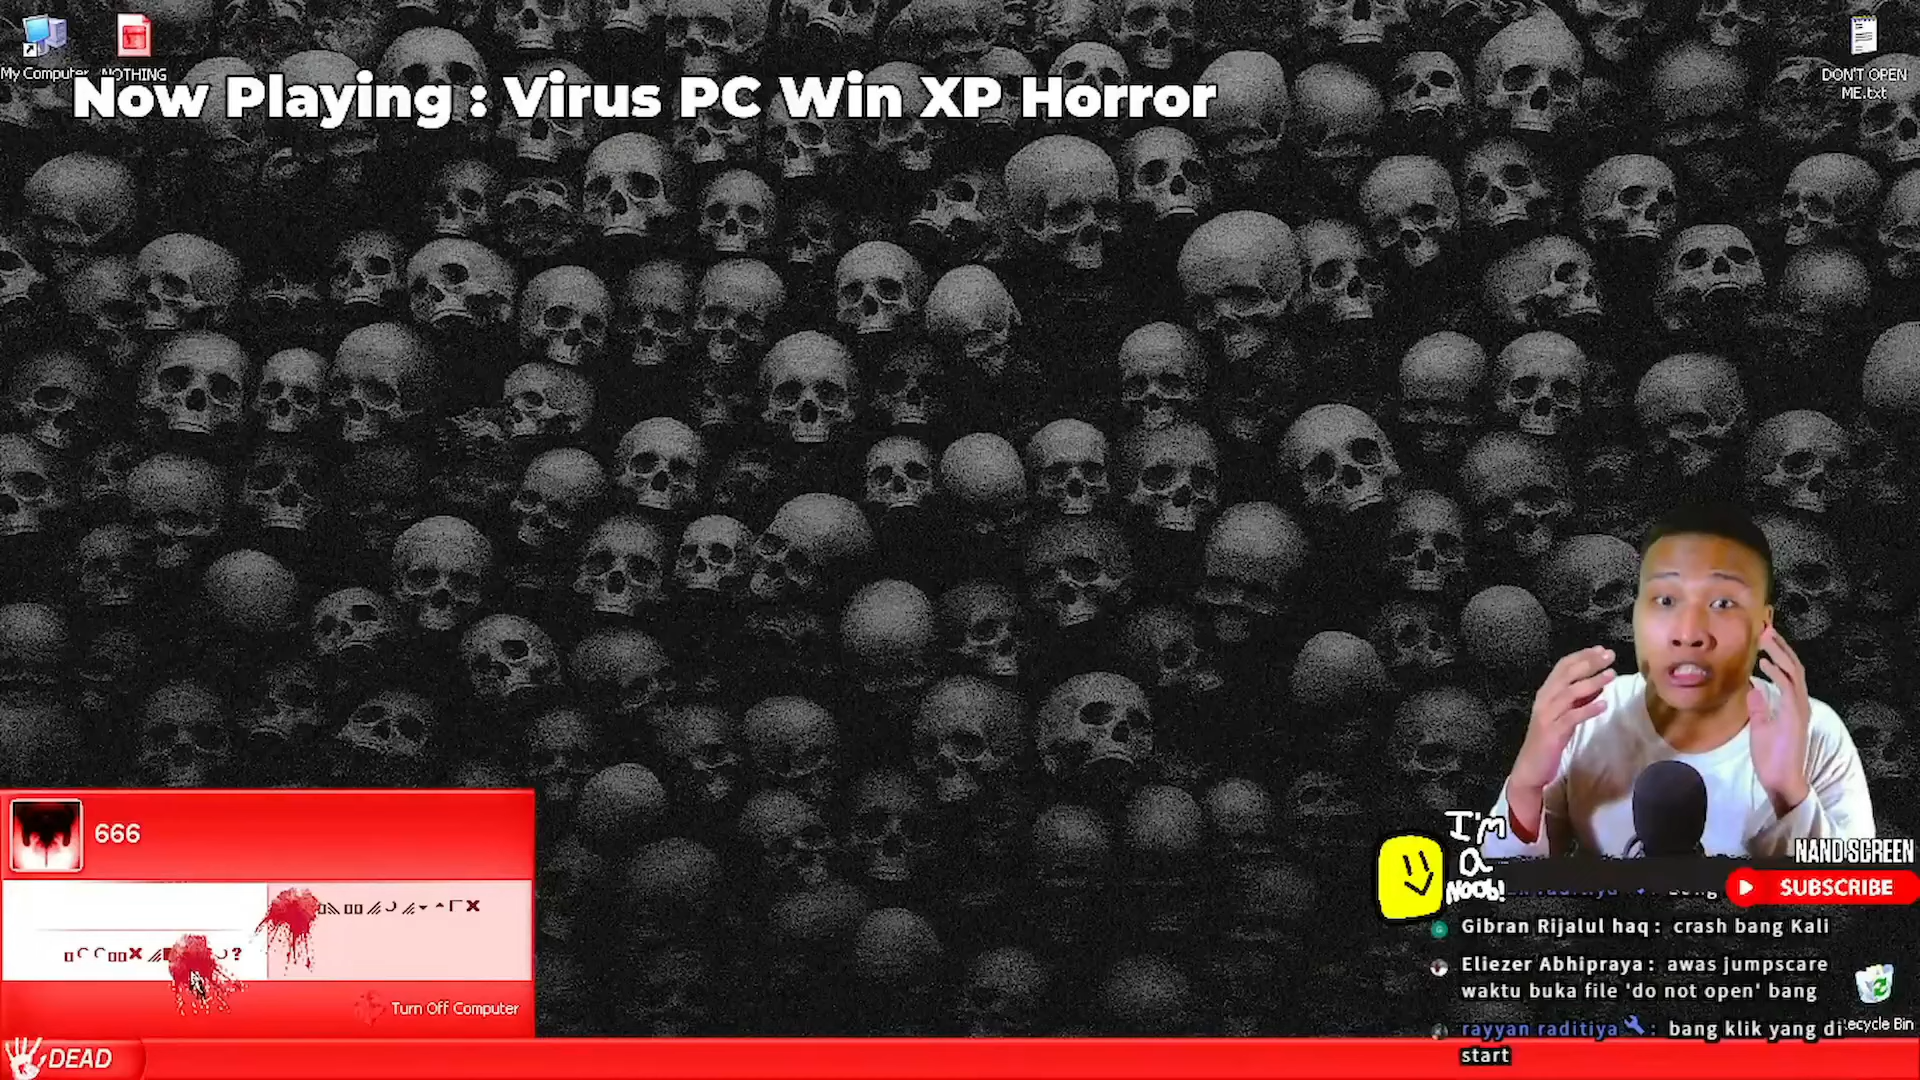 My Computer
NOTHING
DON'T OPEN
ME.txt
Now Playing : Virus PC Win XP Horror
666
Turn Off Computer
DEAD
I'M
NOOB!
NAND SCREEN
SUBSCRIBE
Gibran Rijalul haq : crash bang Kali
Eliezer Abhipraya : awas jumpscare
waktu buka file 'do not open' bang
rayyan raditiya : bang klik yang di
start
Recycle Bin